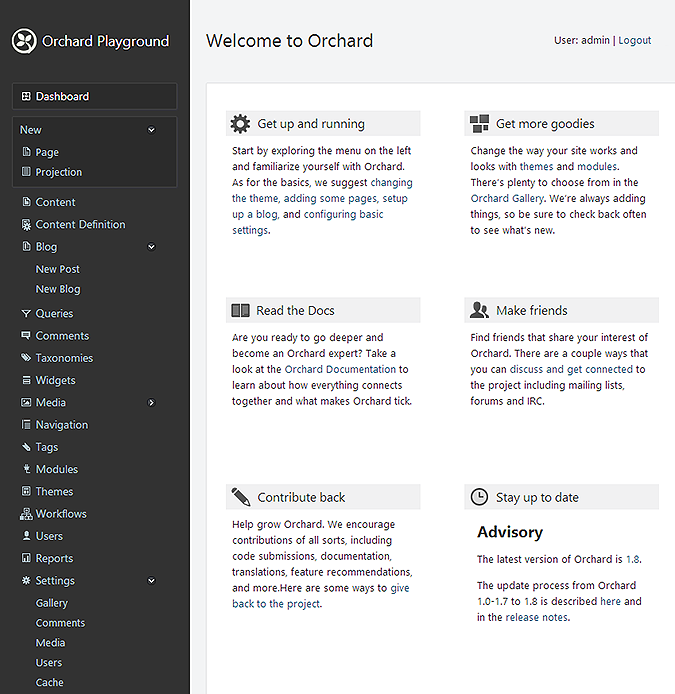 Orchard Playground
Dashboard
New
Page
Projection
Content
Content Definition
Blog
New Post
New Blog
Queries
Comments
Taxonomies
Widgets
Media
Navigation
Tags
Modules
Themes
Workflows
Users
Reports
Settings
Gallery
Comments
Media
Users
Cache
Welcome to Orchard
User: admin | Logout
Get up and running
Start by exploring the menu on the left
and familiarize yourself with Orchard.
As for the basics, we suggest changing
the theme, adding some pages, setup
up a blog, and configuring basic
settings.
Get more goodies
Change the way your site works and
looks with themes and modules.
There's plenty to choose from in the
Orchard Gallery. We're always adding
things, so be sure to check back often
to see what's new.
Read the Docs
Are you ready to go deeper and
become an Orchard expert? Take a
look at the Orchard Documentation to
learn about how everything connects
together and what makes Orchard tick.
Make friends
Find friends that share your interest of
Orchard. There are a couple ways that
you can discuss and get connected to
the project including mailing lists,
forums and IRC.
Contribute back
Help grow Orchard. We encourage
contributions of all sorts, including
code submissions, documentation,
translations, feature recommendations,
and more.Here are some ways to give
back to the project.
Stay up to date
Advisory
The latest version of Orchard is 1.8.
The update process from Orchard
1.0-1.7 to 1.8 is described here and
in the release notes.